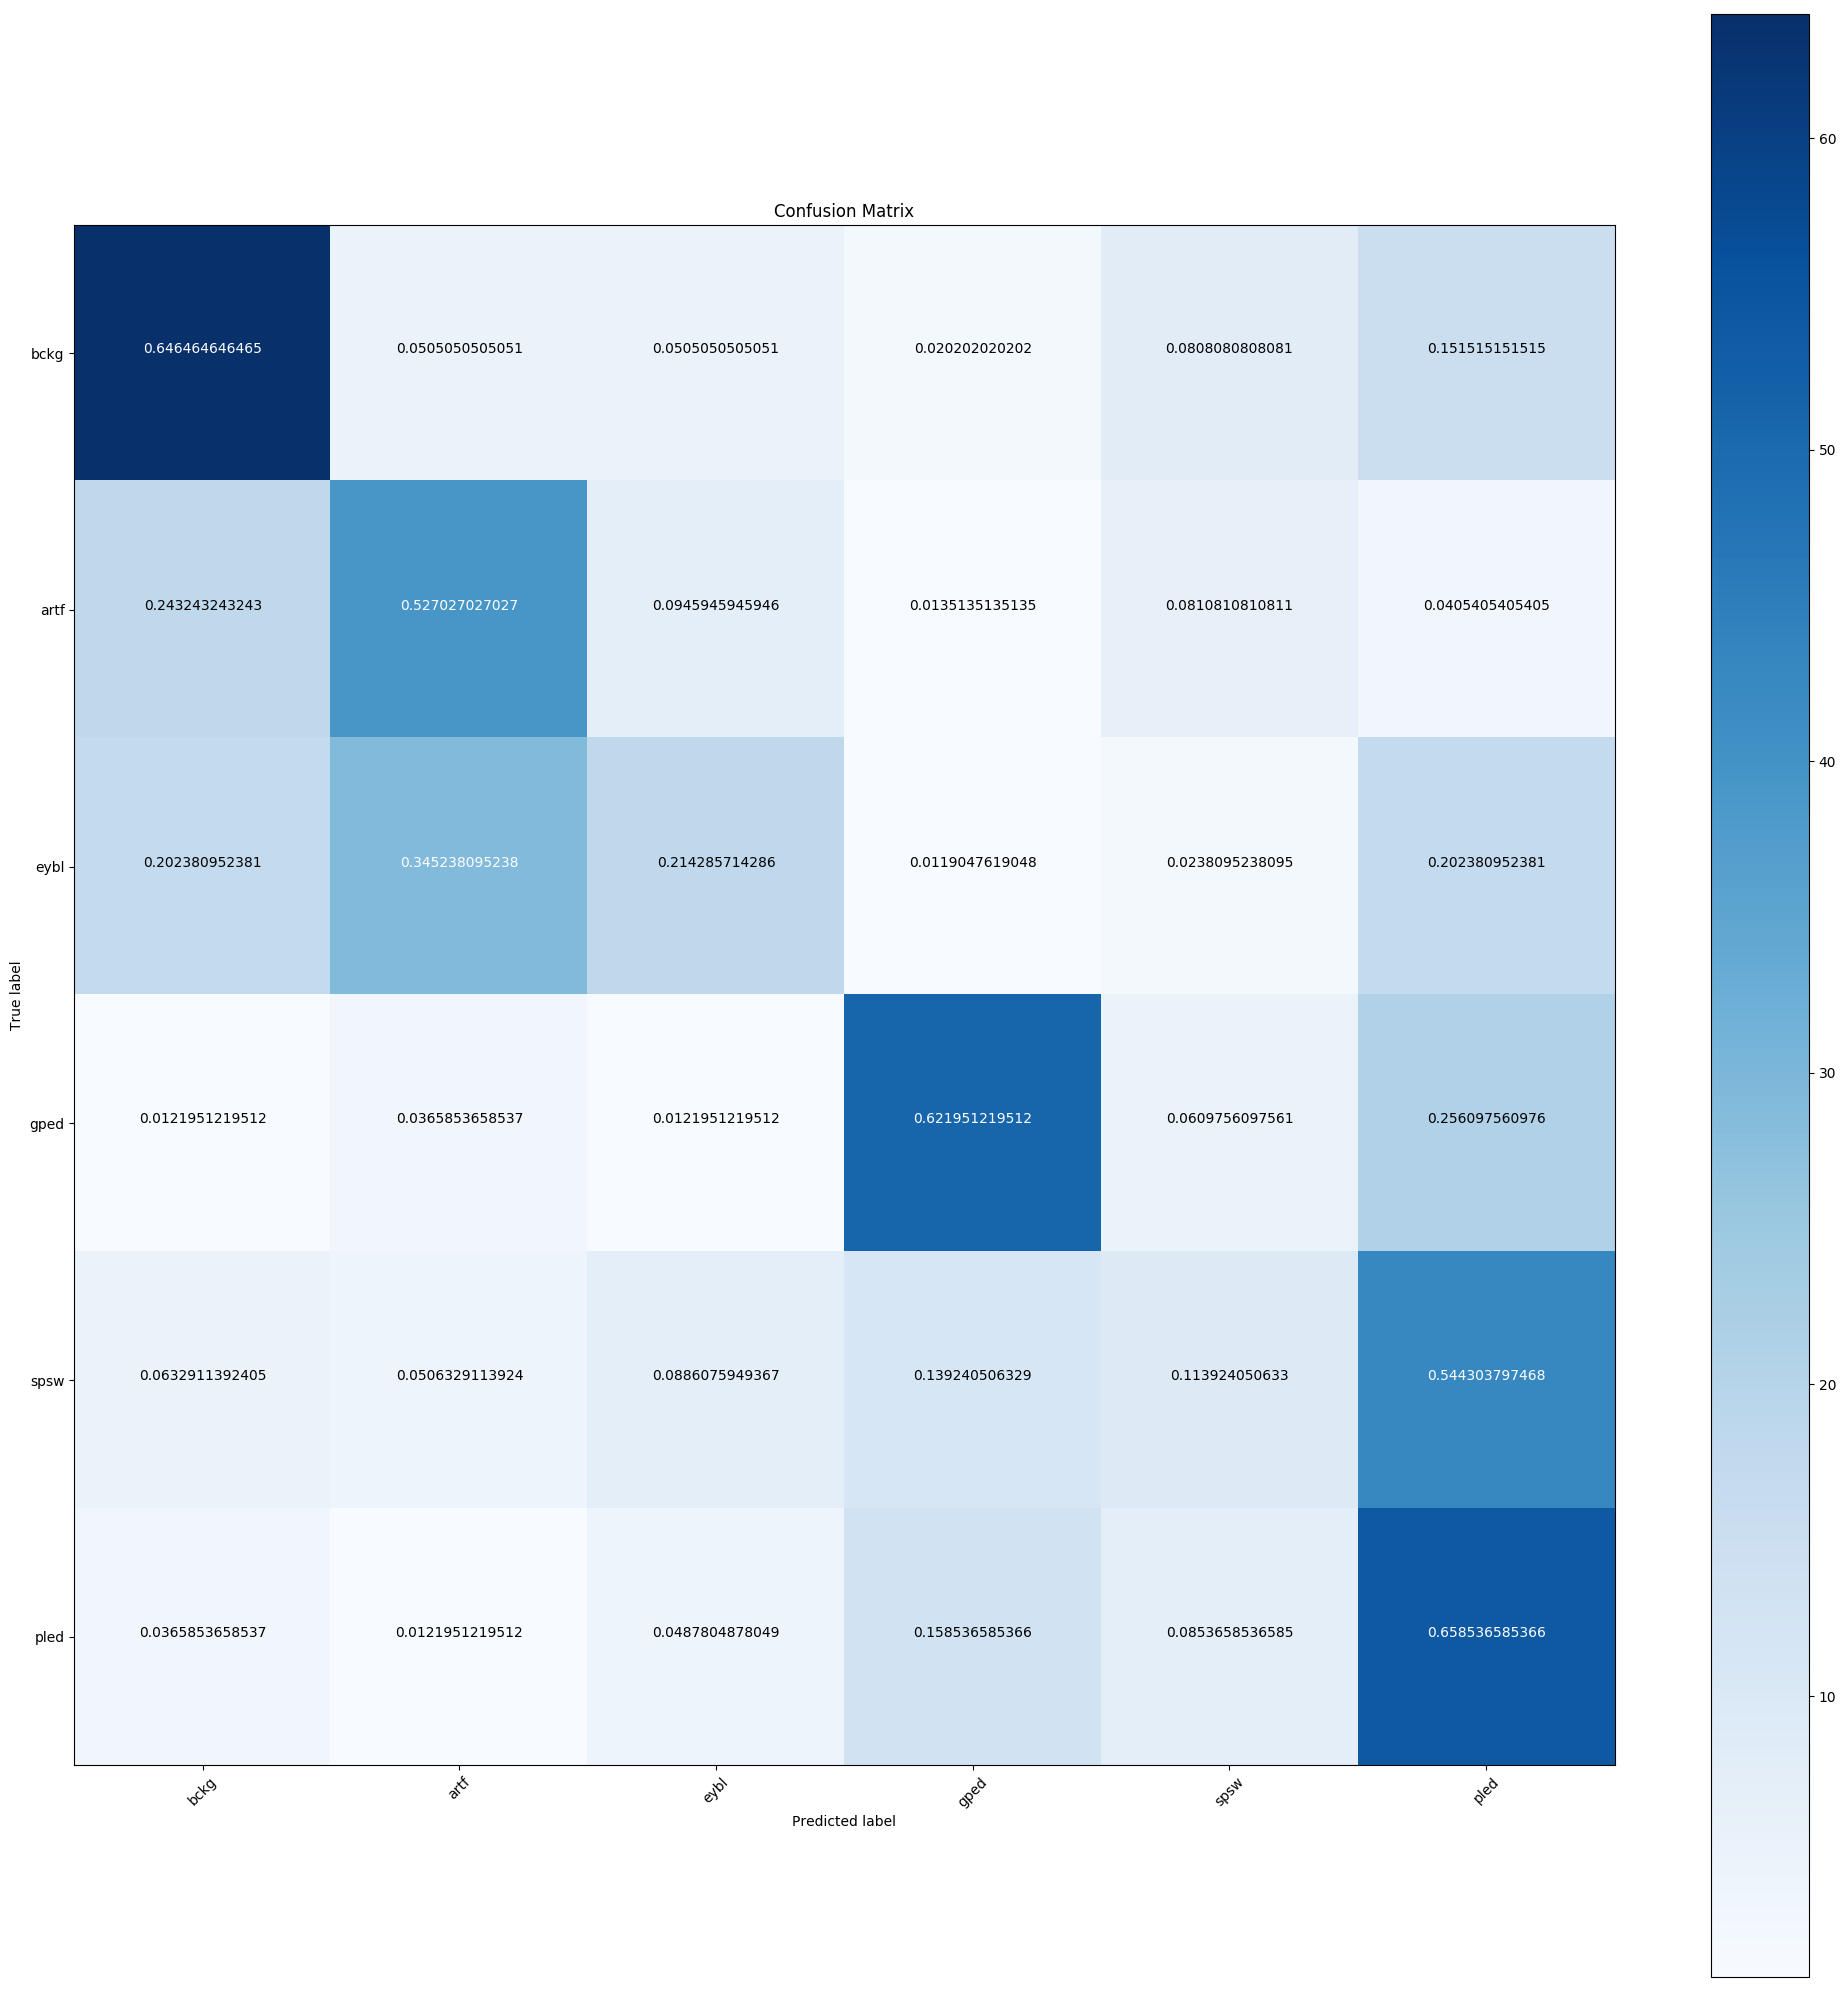 Confusion Matrix
60
50
40
30
20
10
True label
bckg 0.646464646465 0.0505050505051 0.0505050505051 0.020202020202 0.0808080808081 0.151515151515
artf 0.243243243243 0.527027027027 0.0945945945946 0.0135135135135 0.0810810810811 0.0405405405405
eybl 0.202380952381 0.345238095238 0.214285714286 0.0119047619048 0.0238095238095 0.202380952381
gped 0.0121951219512 0.0365853658537 0.0121951219512 0.621951219512 0.0609756097561 0.256097560976
spsw 0.0632911392405 0.0506329113924 0.0886075949367 0.139240506329 0.113924050633 0.544303797468
pled 0.0365853658537 0.0121951219512 0.0487804878049 0.158536585366 0.0853658536585 0.658536585366
bckg artf eybl gped spsw pled
Predicted label